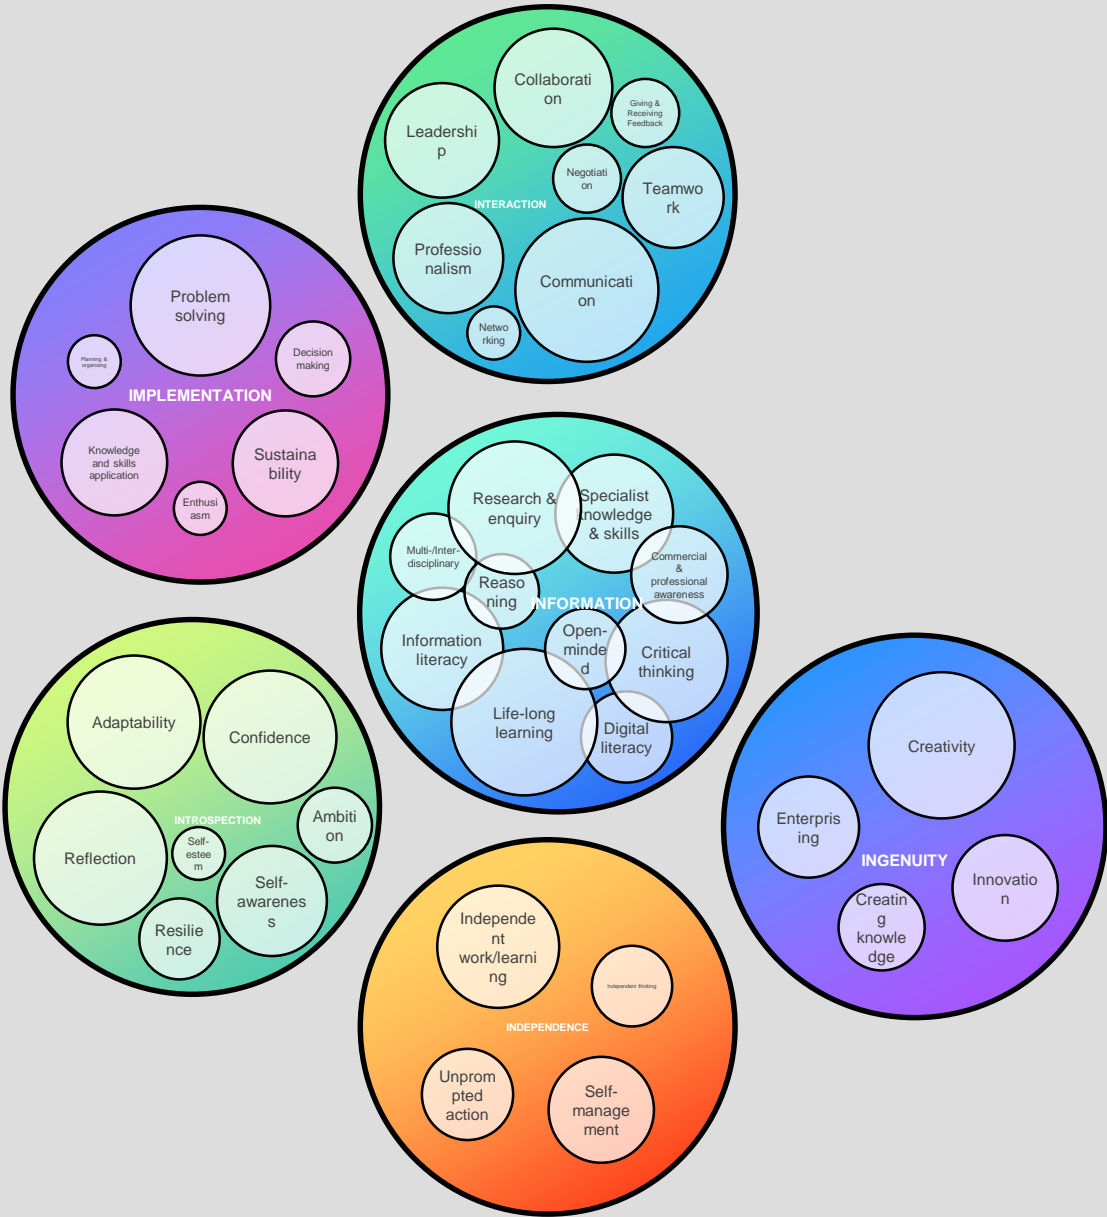 Collaborati
on
Giving &
Receiving
Feedback
Leadershi
p
Negotiati
on
Teamwo
rk
INTERACTION
Professio
nalism
Communicati
on
Netwo
rking
Problem
solving
Planning &
organising
Decision
making
IMPLEMENTATION
Knowledge
and skills
application
Sustaina
bility
Enthusi
asm
Research &
enquiry
Specialist
knowledge
& skills
Multi-/Inter-
disciplinary
Commercial
&
professional
awareness
Reaso
ning
INFORMATION
Information
literacy
Open-
minde
d
Critical
thinking
Life-long
learning
Digital
literacy
Adaptability
Confidence
INTROSPECTION
Ambiti
on
Reflection
Self-
estee
m
Self-
awarenes
s
Resilie
nce
Creativity
Enterpris
ing
INGENUITY
Innovatio
n
Creatin
g
knowle
dge
Independe
nt
work/learni
ng
Independent thinking
INDEPENDENCE
Unprom
pted
action
Self-
manage
ment